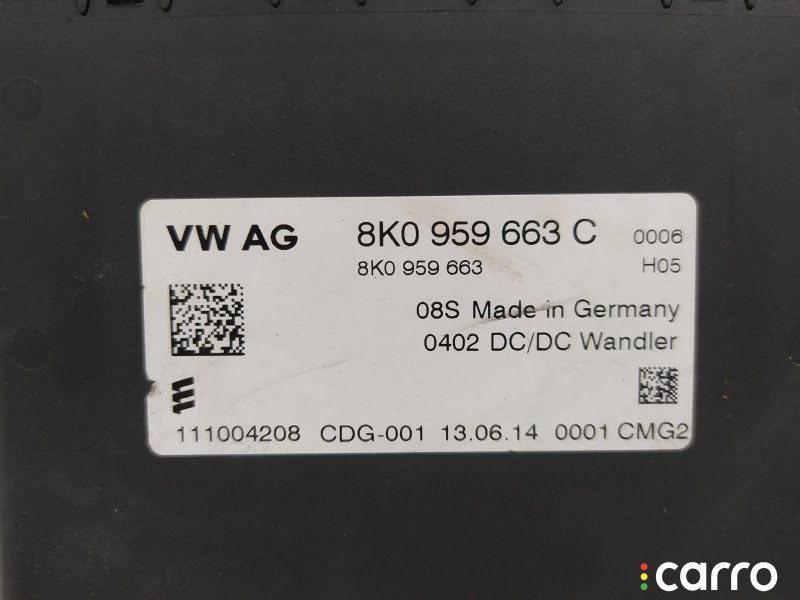 VW AG 8K0 959 663 C 0006
8K0 959 663 H05
08S Made in Germany
0402 DC/DC Wandler
111004208 CDG-001 13.06.14 0001 CMG2
carro